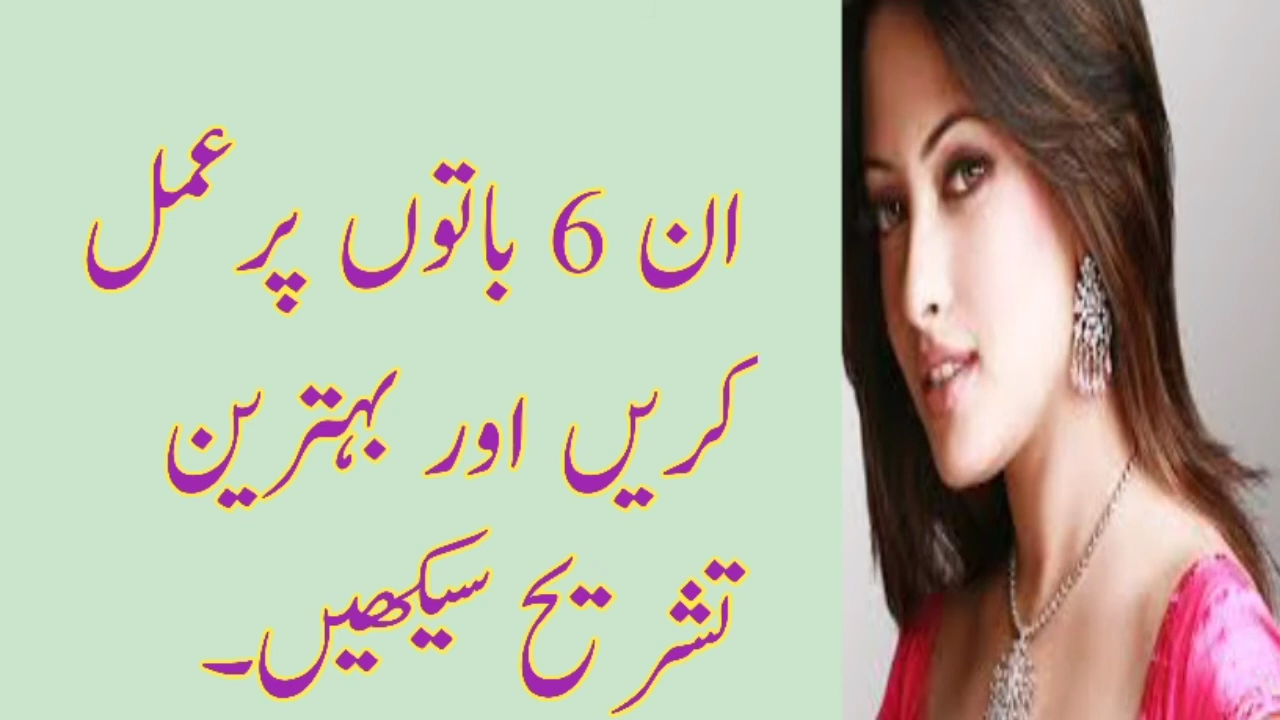 ان 6 باتوں پر عمل
کریں اور بہترین
تشریح سیکھیں۔